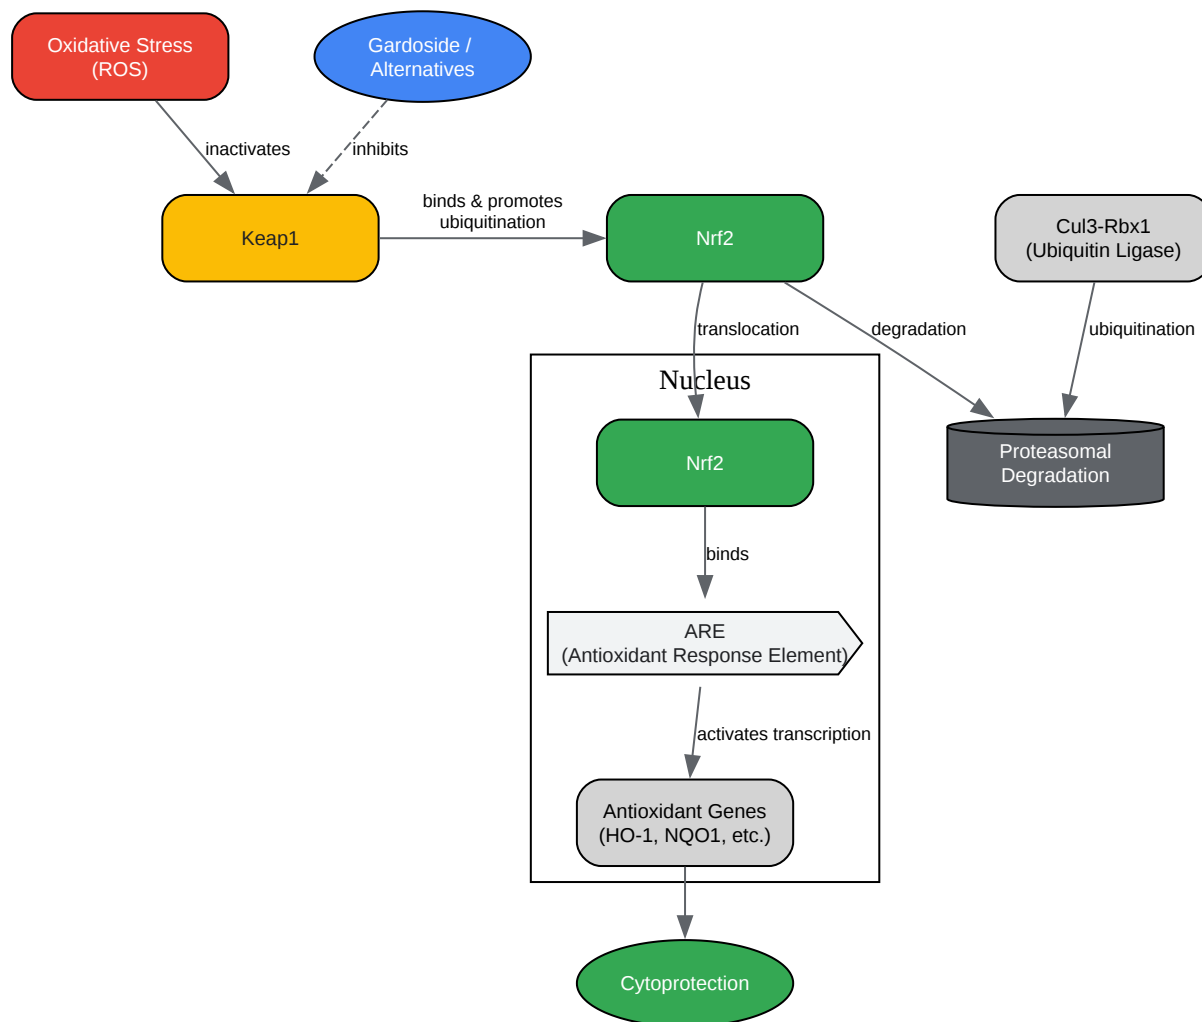 Oxidative Stress
(ROS)
Gardoside /
Alternatives
inactivates
inhibits
Keap1
binds & promotes
ubiquitination
Nrf2
Cul3-Rbx1
(Ubiquitin Ligase)
translocation
degradation
ubiquitination
Nucleus
Nrf2
Proteasomal
Degradation
binds
ARE
(Antioxidant Response Element)
activates transcription
Antioxidant Genes
(HO-1, NQO1, etc.)
Cytoprotection